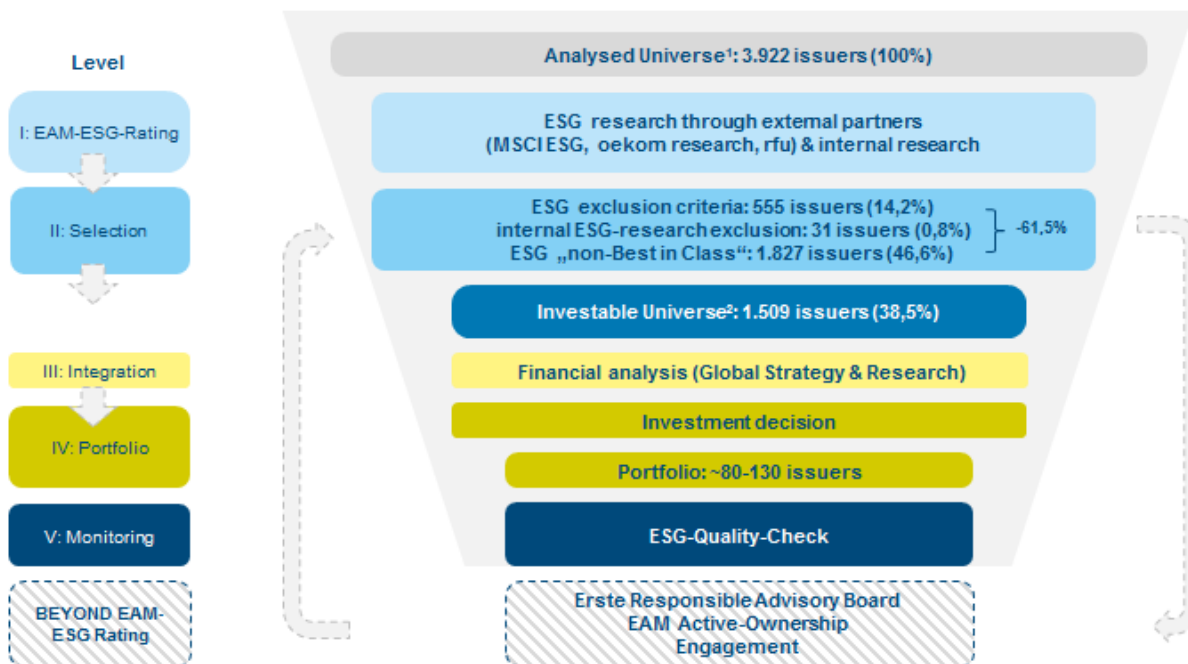 Level
Analysed Universe¹: 3.922 issuers (100%)
I: EAM-ESG-Rating
ESG research through external partners
(MSCI ESG, oekom research, rfu) & internal research
II: Selection
ESG exclusion criteria: 555 issuers (14,2%)
internal ESG-research exclusion: 31 issuers (0,8%)
ESG „non-Best in Class“: 1.827 issuers (46,6%)
-61,5%
Investable Universe²: 1.509 issuers (38,5%)
III: Integration
Financial analysis (Global Strategy & Research)
IV: Portfolio
Investment decision
Portfolio: ~80-130 issuers
V: Monitoring
ESG-Quality-Check
BEYOND EAM-
ESG Rating
Erste Responsible Advisory Board
EAM Active-Ownership
Engagement